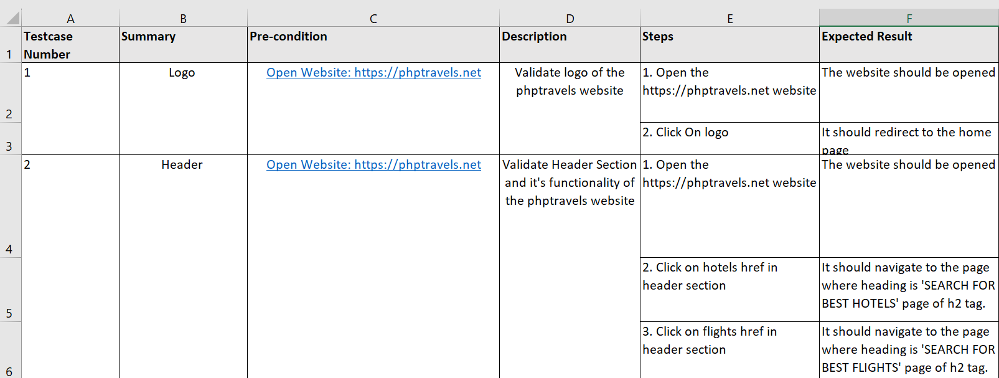 A B C D E F
1 Testcase Number Summary Pre-condition Description Steps Expected Result
2 1 Logo Open Website: https://phptravels.net Validate logo of the phptravels website 1. Open the https://phptravels.net website The website should be opened
3 2. Click On logo It should redirect to the home page
4 2 Header Open Website: https://phptravels.net Validate Header Section and it's functionality of the phptravels website 1. Open the https://phptravels.net website The website should be opened
5 2. Click on hotels href in header section It should navigate to the page where heading is 'SEARCH FOR BEST HOTELS' page of h2 tag.
6 3. Click on flights href in header section It should navigate to the page where heading is 'SEARCH FOR BEST FLIGHTS' page of h2 tag.